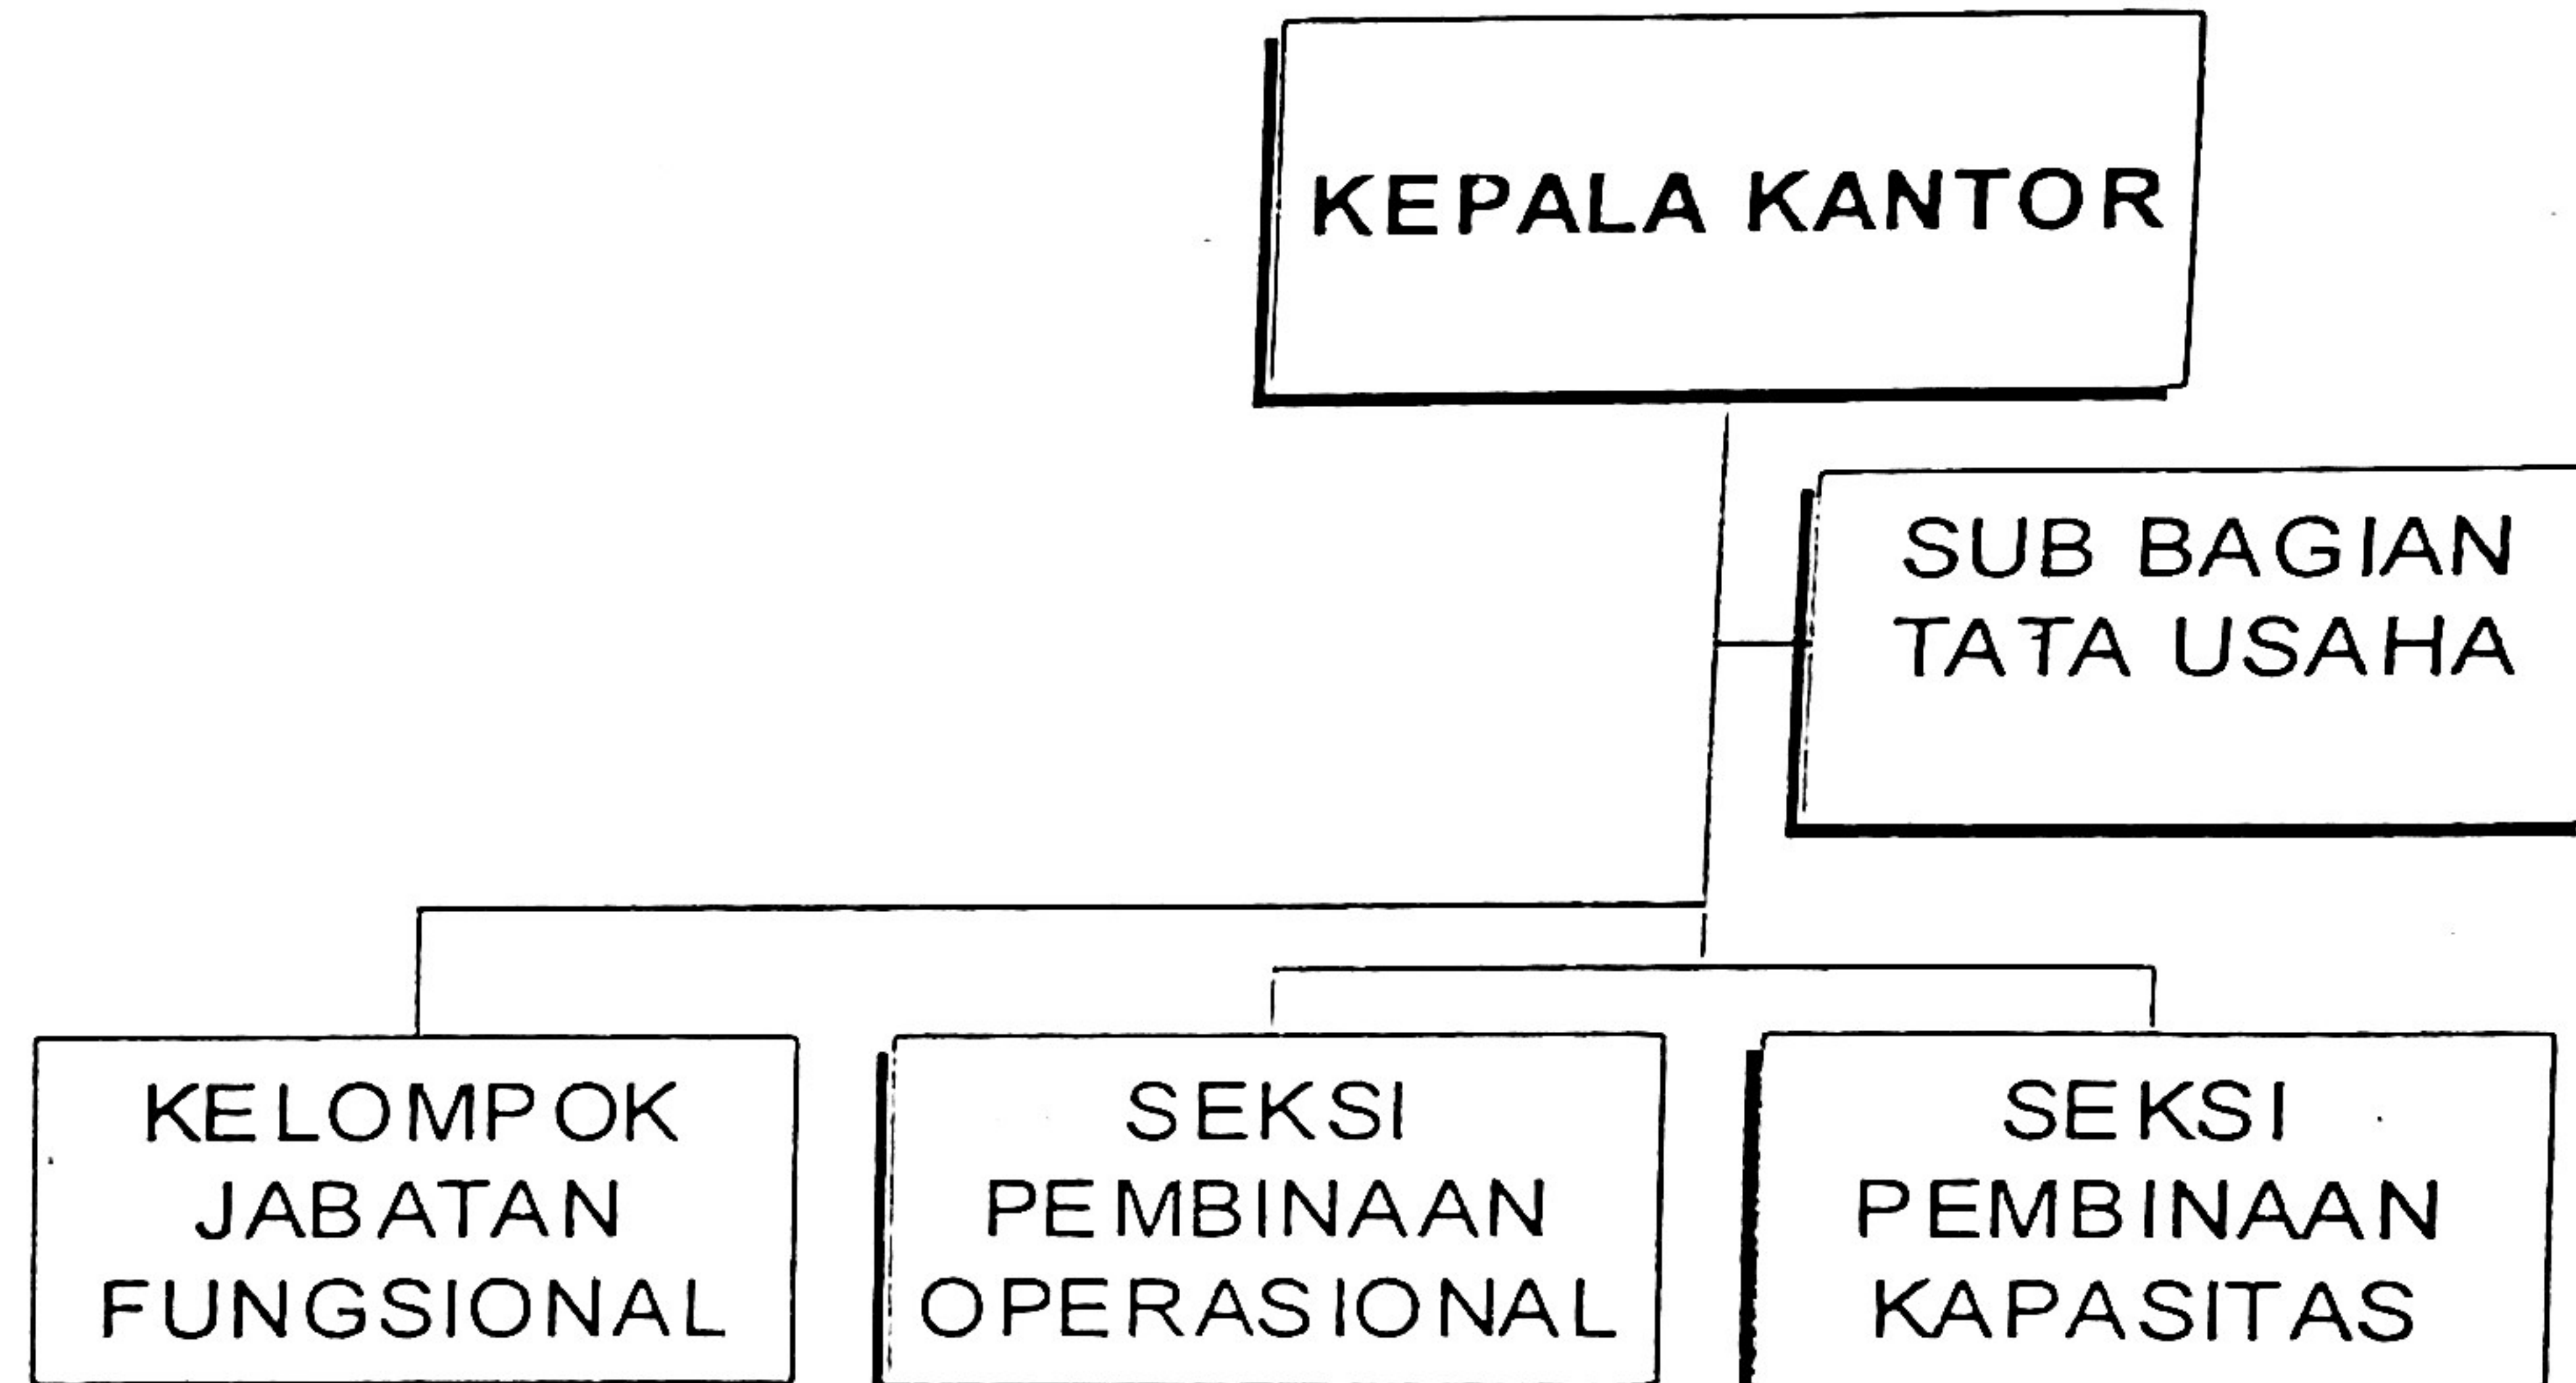 KEPALA KANTOR
SUB BAGIAN
TATA USAHA
KELOMPOK
JABATAN
FUNGSIONAL
SEKSI
PEMBINAAN
OPERASIONAL
SEKSI
PEMBINAAN
KAPASITAS